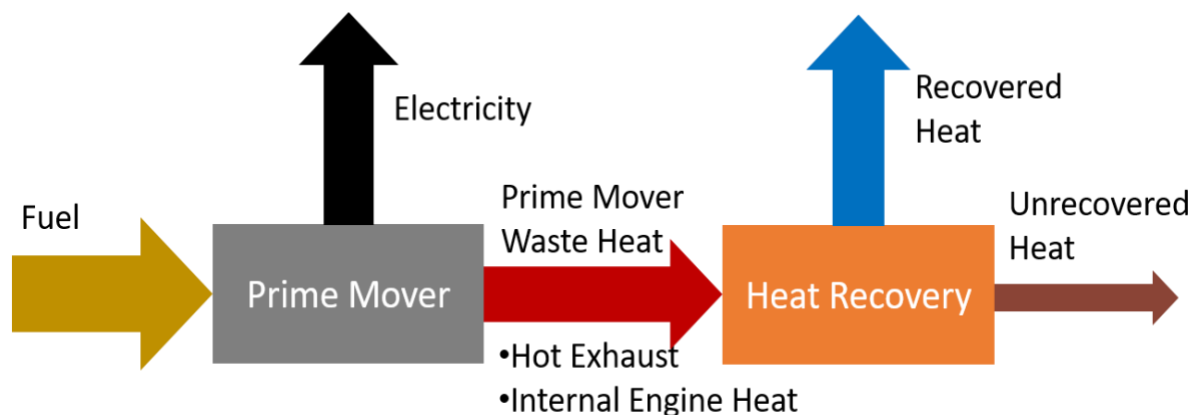 Electricity
Recovered
Heat
Fuel
Prime Mover
Waste Heat
Unrecovered
Heat
Prime Mover
Heat Recovery
•Hot Exhaust
•Internal Engine Heat